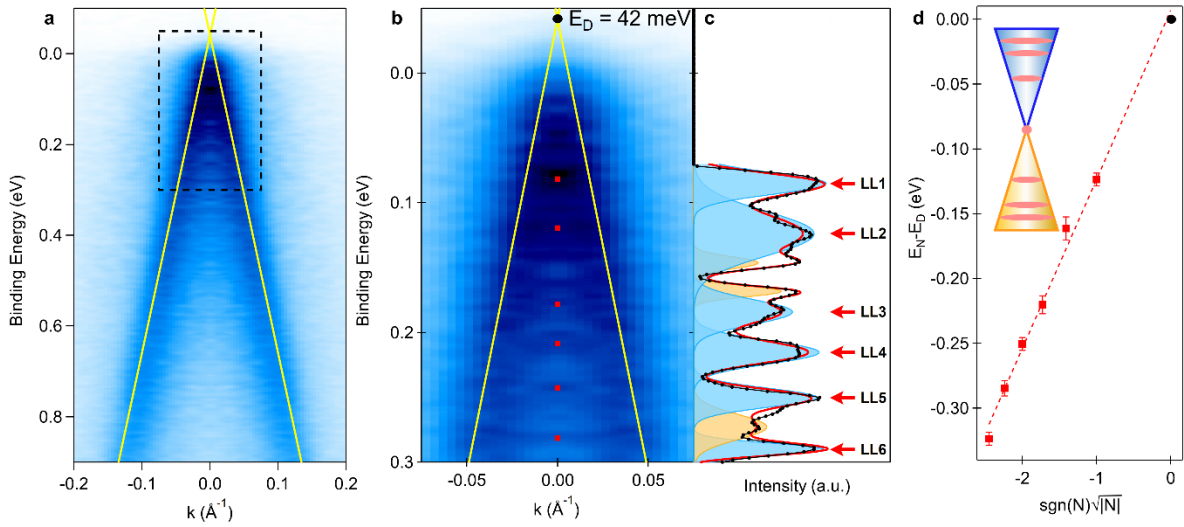 a
Binding Energy (eV)
0.0
0.2
0.4
0.6
0.8
-0.2
-0.1
0.0
0.1
0.2
k (Å⁻¹)
b
E_D = 42 meV
Binding Energy (eV)
0.0
0.1
0.2
0.3
-0.05
0.00
0.05
k (Å⁻¹)
c
LL1
LL2
LL3
LL4
LL5
LL6
Intensity (a.u.)
d
E_N-E_D (eV)
0.00
-0.05
-0.10
-0.15
-0.20
-0.25
-0.30
-2
-1
0
sgn(N)√|N|